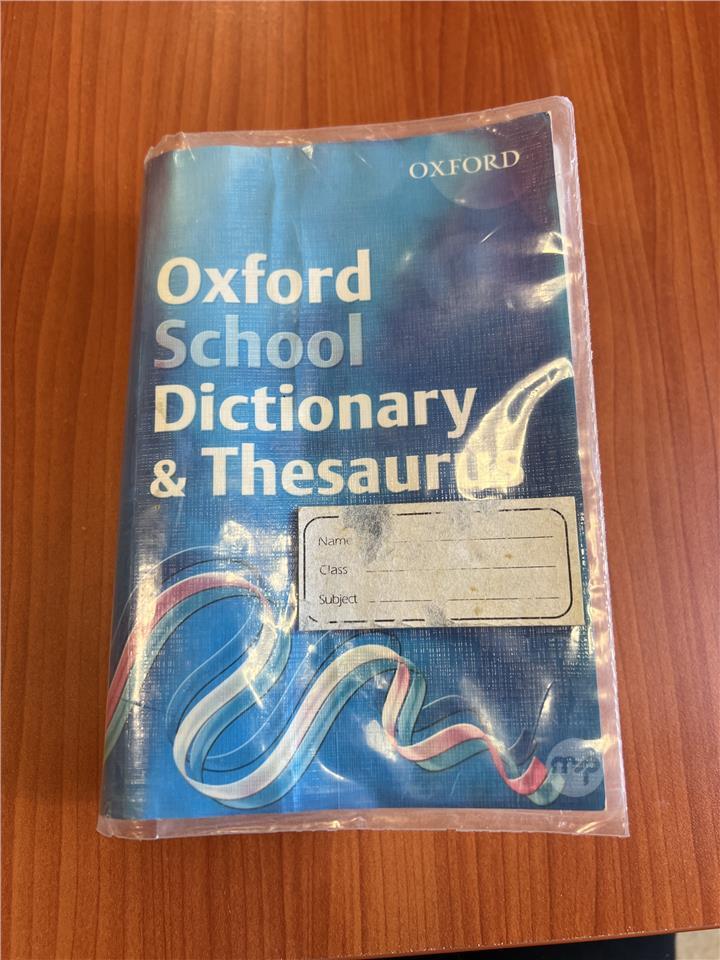 OXFORD
Oxford
School
Dictionary
& Thesaurus
Name
Class
Subject